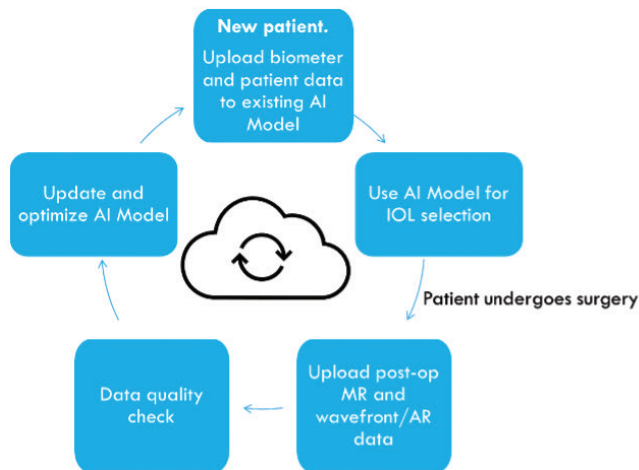 New patient.
Upload biometer
and patient data
to existing AI
Model
Use AI Model for
IOL selection
Patient undergoes surgery
Upload post-op
MR and
wavefront/AR
data
Data quality
check
Update and
optimize AI Model